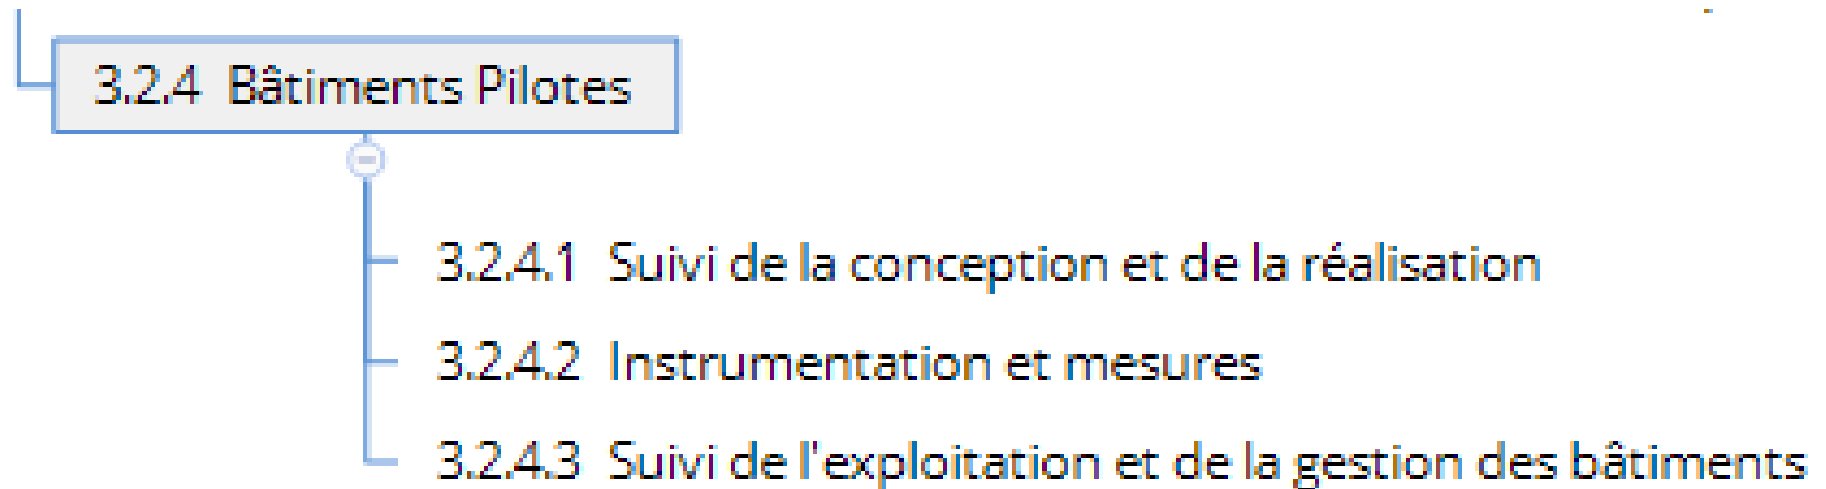 3.2.4 Bâtiments Pilotes
3.2.4.1 Suivi de la conception et de la réalisation
3.2.4.2 Instrumentation et mesures
3.2.4.3 Suivi de l'exploitation et de la gestion des bâtiments